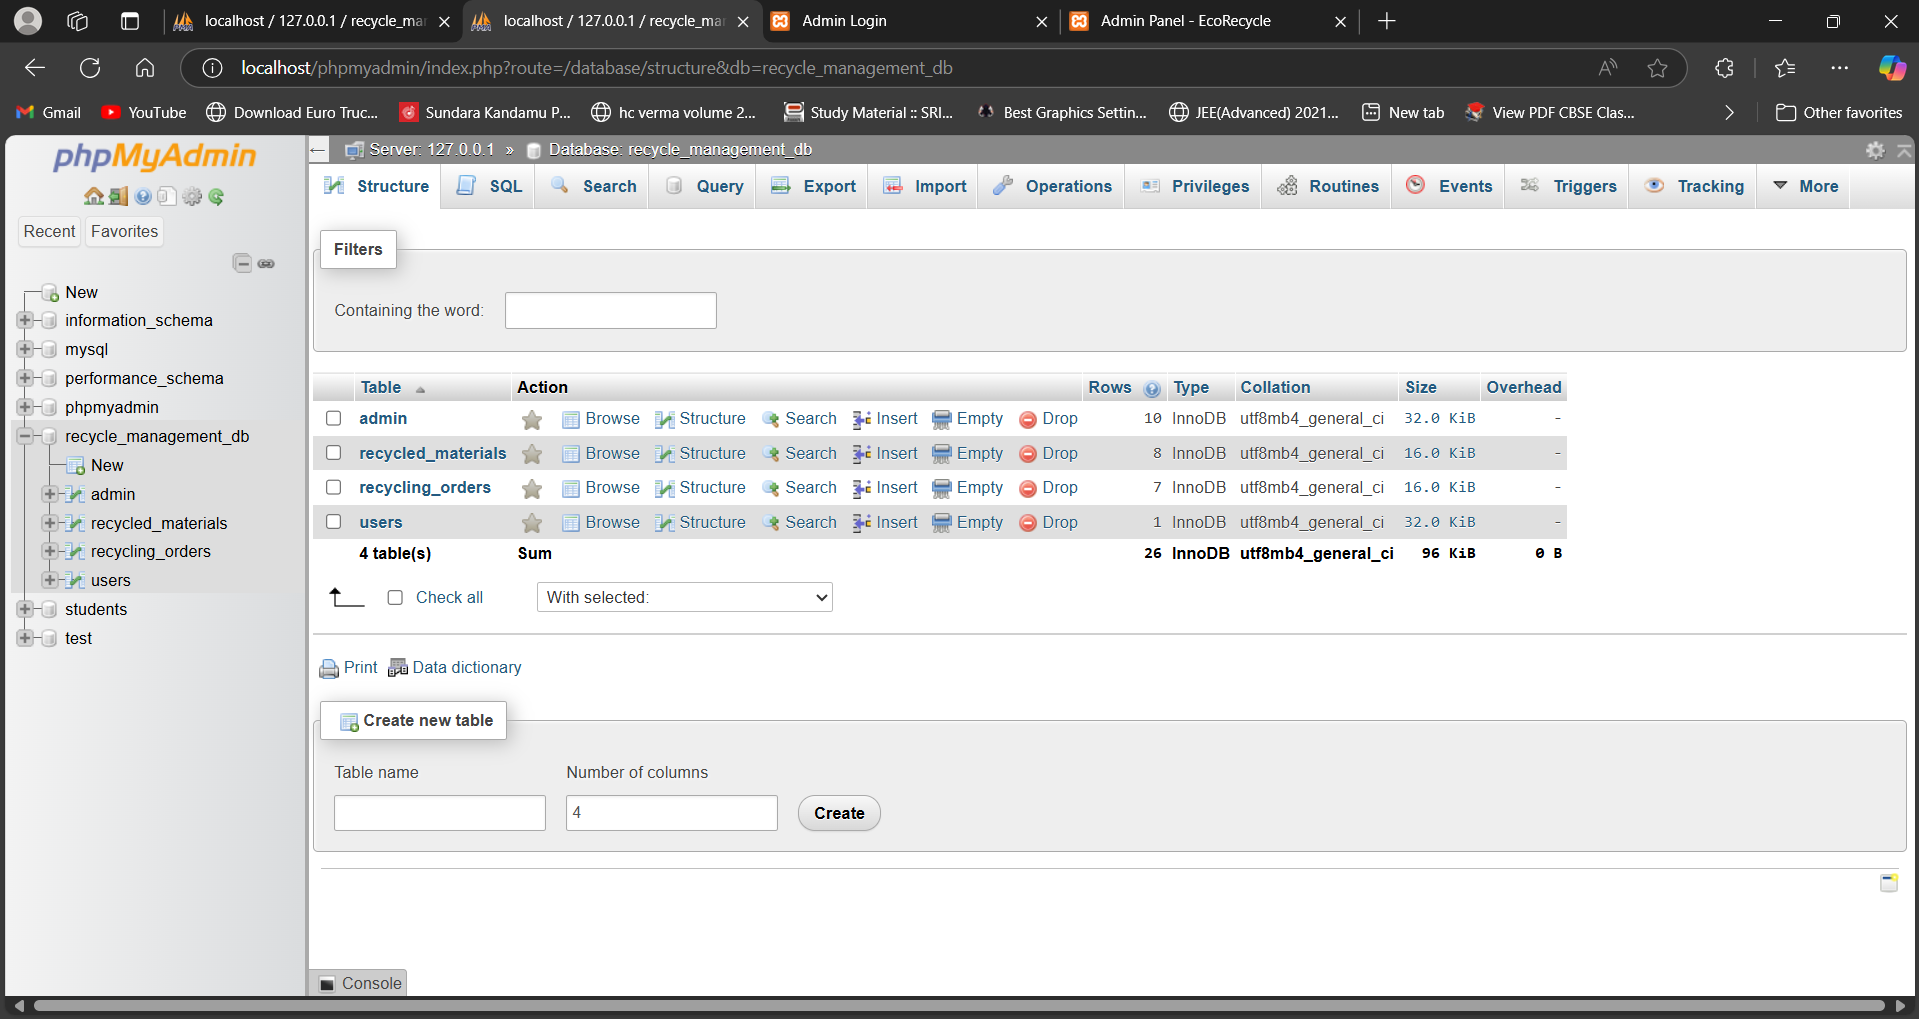 localhost / 127.0.0.1 / recycle_mar
localhost / 127.0.0.1 / recycle_mar
Admin Login
Admin Panel - EcoRecycle
localhost/phpmyadmin/index.php?route=/database/structure&db=recycle_management_db
Gmail YouTube Download Euro Truc... Sundara Kandamu P... hc verma volume 2... Study Material :: SRI... Best Graphics Settin... JEE(Advanced) 2021... New tab View PDF CBSE Clas... Other favorites
phpMyAdmin
Recent Favorites
New
information_schema
mysql
performance_schema
phpmyadmin
recycle_management_db
New
admin
recycled_materials
recycling_orders
users
students
test
Server: 127.0.0.1 » Database: recycle_management_db
Structure SQL Search Query Export Import Operations Privileges Routines Events Triggers Tracking More
Filters
Containing the word:
Table Action Rows Type Collation Size Overhead
admin Browse Structure Search Insert Empty Drop 10 InnoDB utf8mb4_general_ci 32.0 KiB -
recycled_materials Browse Structure Search Insert Empty Drop 8 InnoDB utf8mb4_general_ci 16.0 KiB -
recycling_orders Browse Structure Search Insert Empty Drop 7 InnoDB utf8mb4_general_ci 16.0 KiB -
users Browse Structure Search Insert Empty Drop 1 InnoDB utf8mb4_general_ci 32.0 KiB -
4 table(s) Sum 26 InnoDB utf8mb4_general_ci 96 KiB 0 B
Check all With selected:
Print Data dictionary
Create new table
Table name Number of columns
4 Create
Console